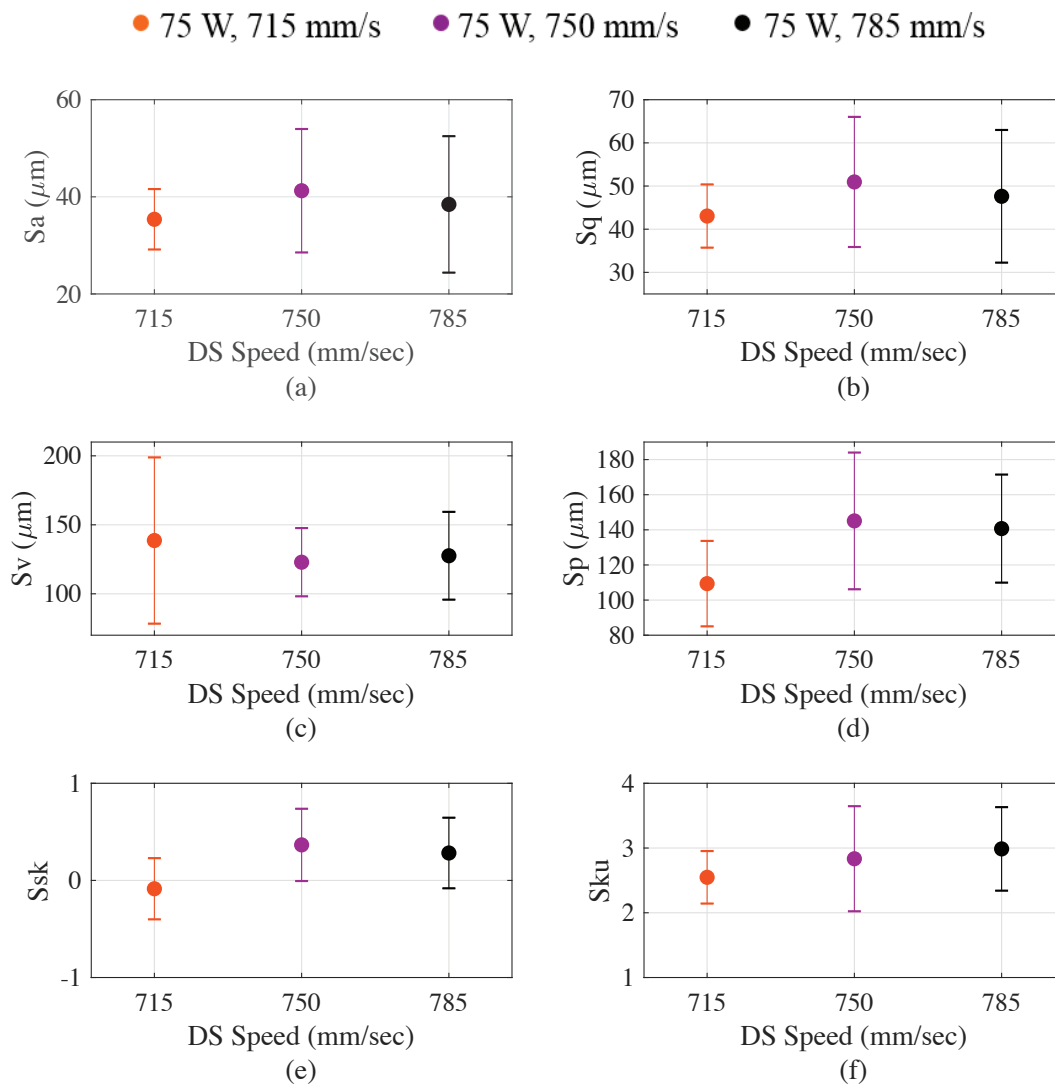 75 W, 715 mm/s 75 W, 750 mm/s 75 W, 785 mm/s
60
40
20
Sa (μm)
715 750 785
DS Speed (mm/sec)
(a)
70
60
50
40
30
Sq (μm)
715 750 785
DS Speed (mm/sec)
(b)
200
150
100
Sv (μm)
715 750 785
DS Speed (mm/sec)
(c)
180
160
140
120
100
80
Sp (μm)
715 750 785
DS Speed (mm/sec)
(d)
1
0
-1
Ssk
715 750 785
DS Speed (mm/sec)
(e)
4
3
2
1
Sku
715 750 785
DS Speed (mm/sec)
(f)